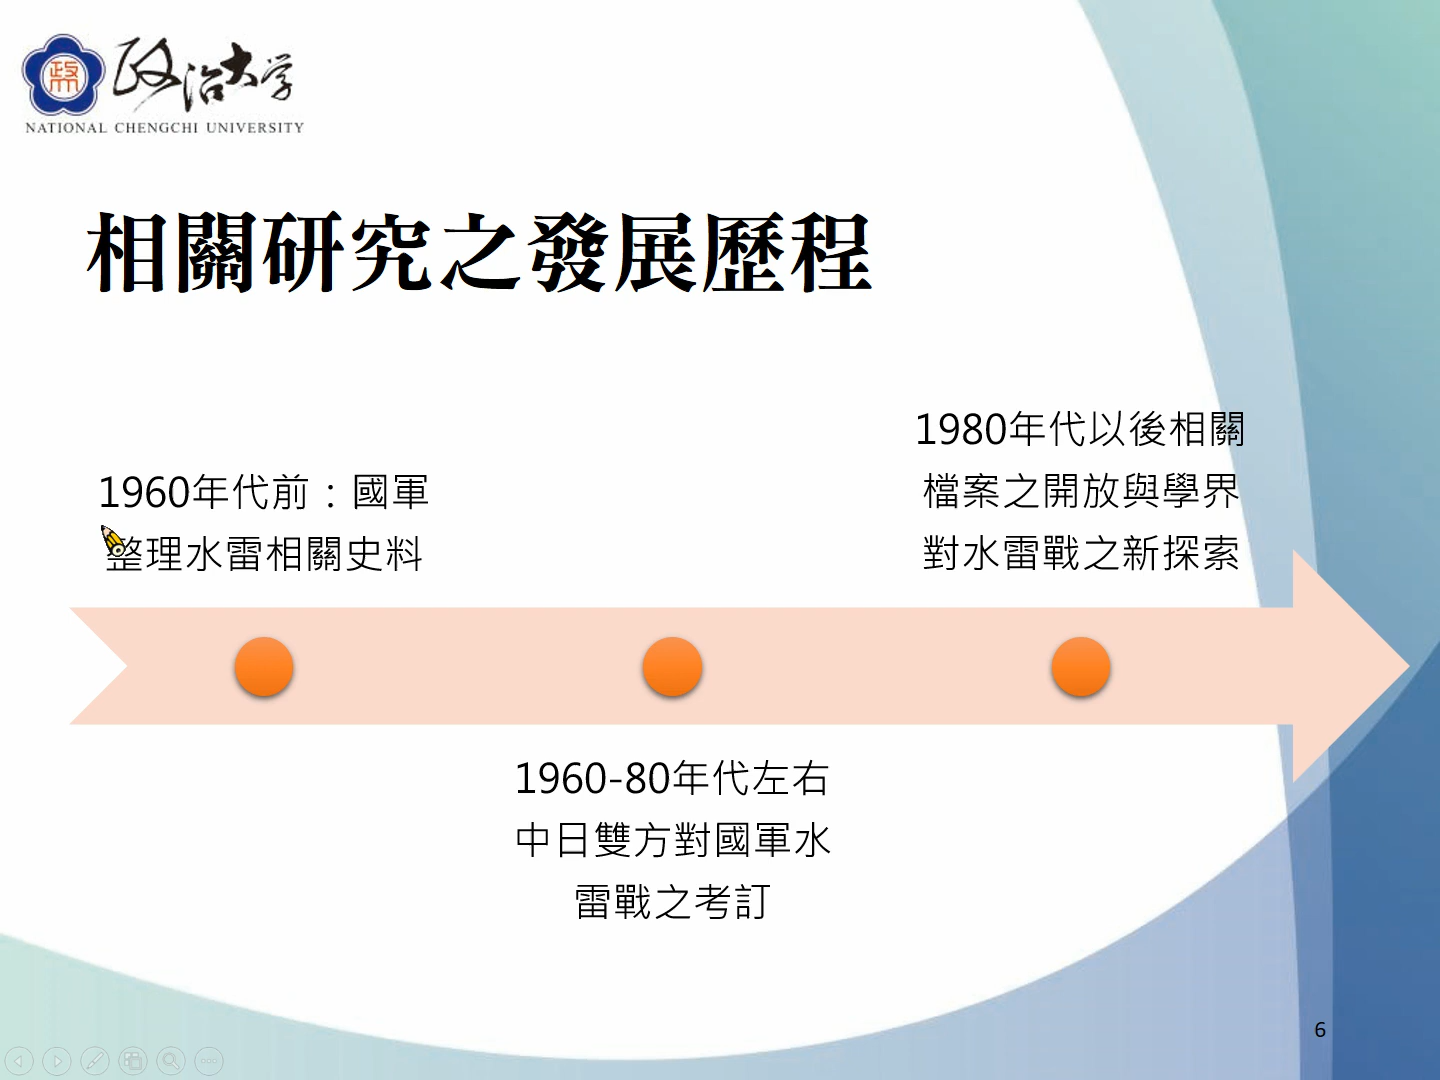 政
政治大学
NATIONAL CHENGCHI UNIVERSITY
相關研究之發展歷程
1960年代前：國軍
整理水雷相關史料
1960-80年代左右
中日雙方對國軍水
雷戰之考訂
1980年代以後相關
檔案之開放與學界
對水雷戰之新探索
6